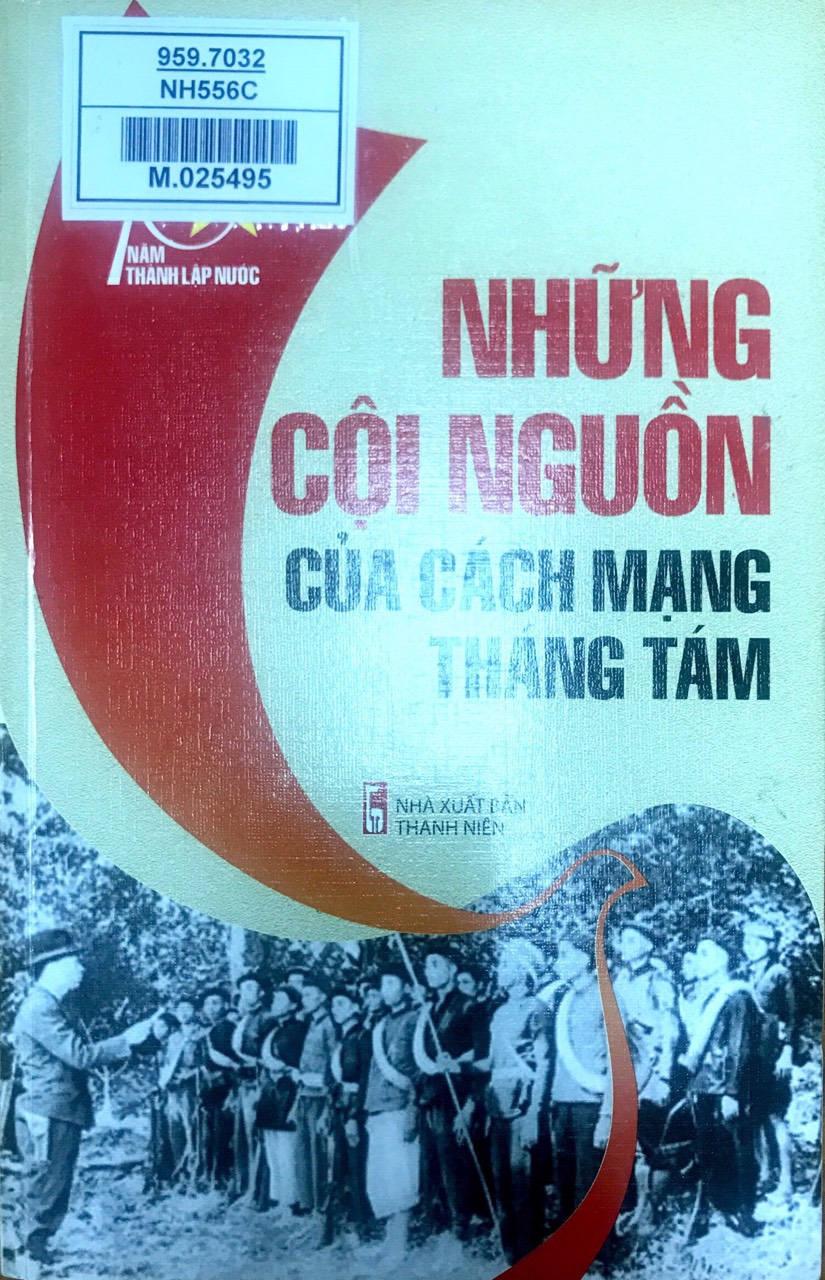 959.7032
NH556C
M.025495
NĂM
THÀNH LẬP NƯỚC
NHỮNG
CỘI NGUỒN
CỦA CÁCH MẠNG
THÁNG TÁM
NHÀ XUẤT BẢN
THANH NIÊN